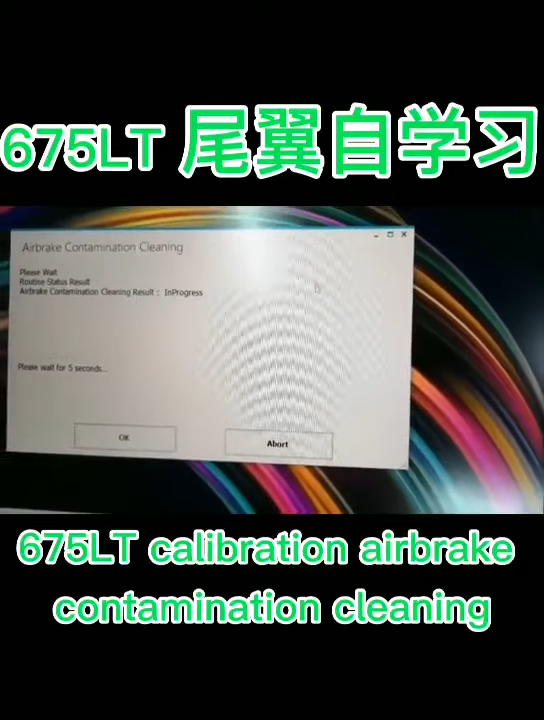 675LT 尾翼自学习
Airbrake Contamination Cleaning
Please Wait
Routine Status Result
Airbrake Contamination Cleaning Result : InProgress
Please wait for 5 seconds...
OK
Abort
675LT calibration airbrake
contamination cleaning